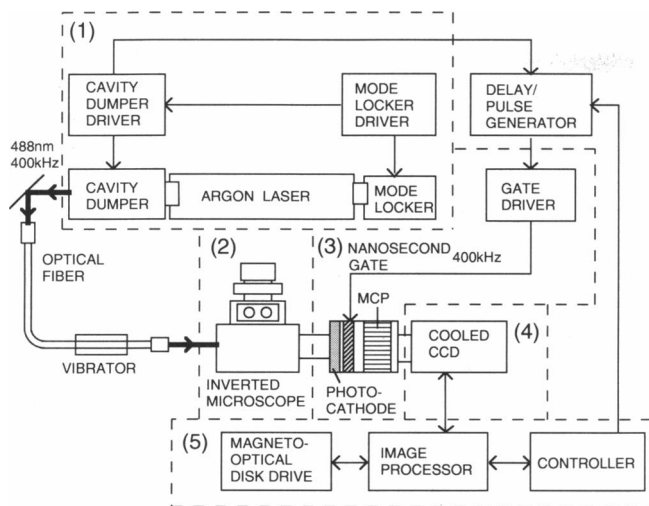 (1)
CAVITY
DUMPER
DRIVER
MODE
LOCKER
DRIVER
DELAY/
PULSE
GENERATOR
488nm
400kHz
CAVITY
DUMPER
ARGON LASER
MODE
LOCKER
GATE
DRIVER
OPTICAL
FIBER
(2)
(3)
NANOSECOND
GATE
400kHz
MCP
VIBRATOR
INVERTED
MICROSCOPE
PHOTO-
CATHODE
COOLED
CCD
(4)
(5)
MAGNETO-
OPTICAL
DISK DRIVE
IMAGE
PROCESSOR
CONTROLLER